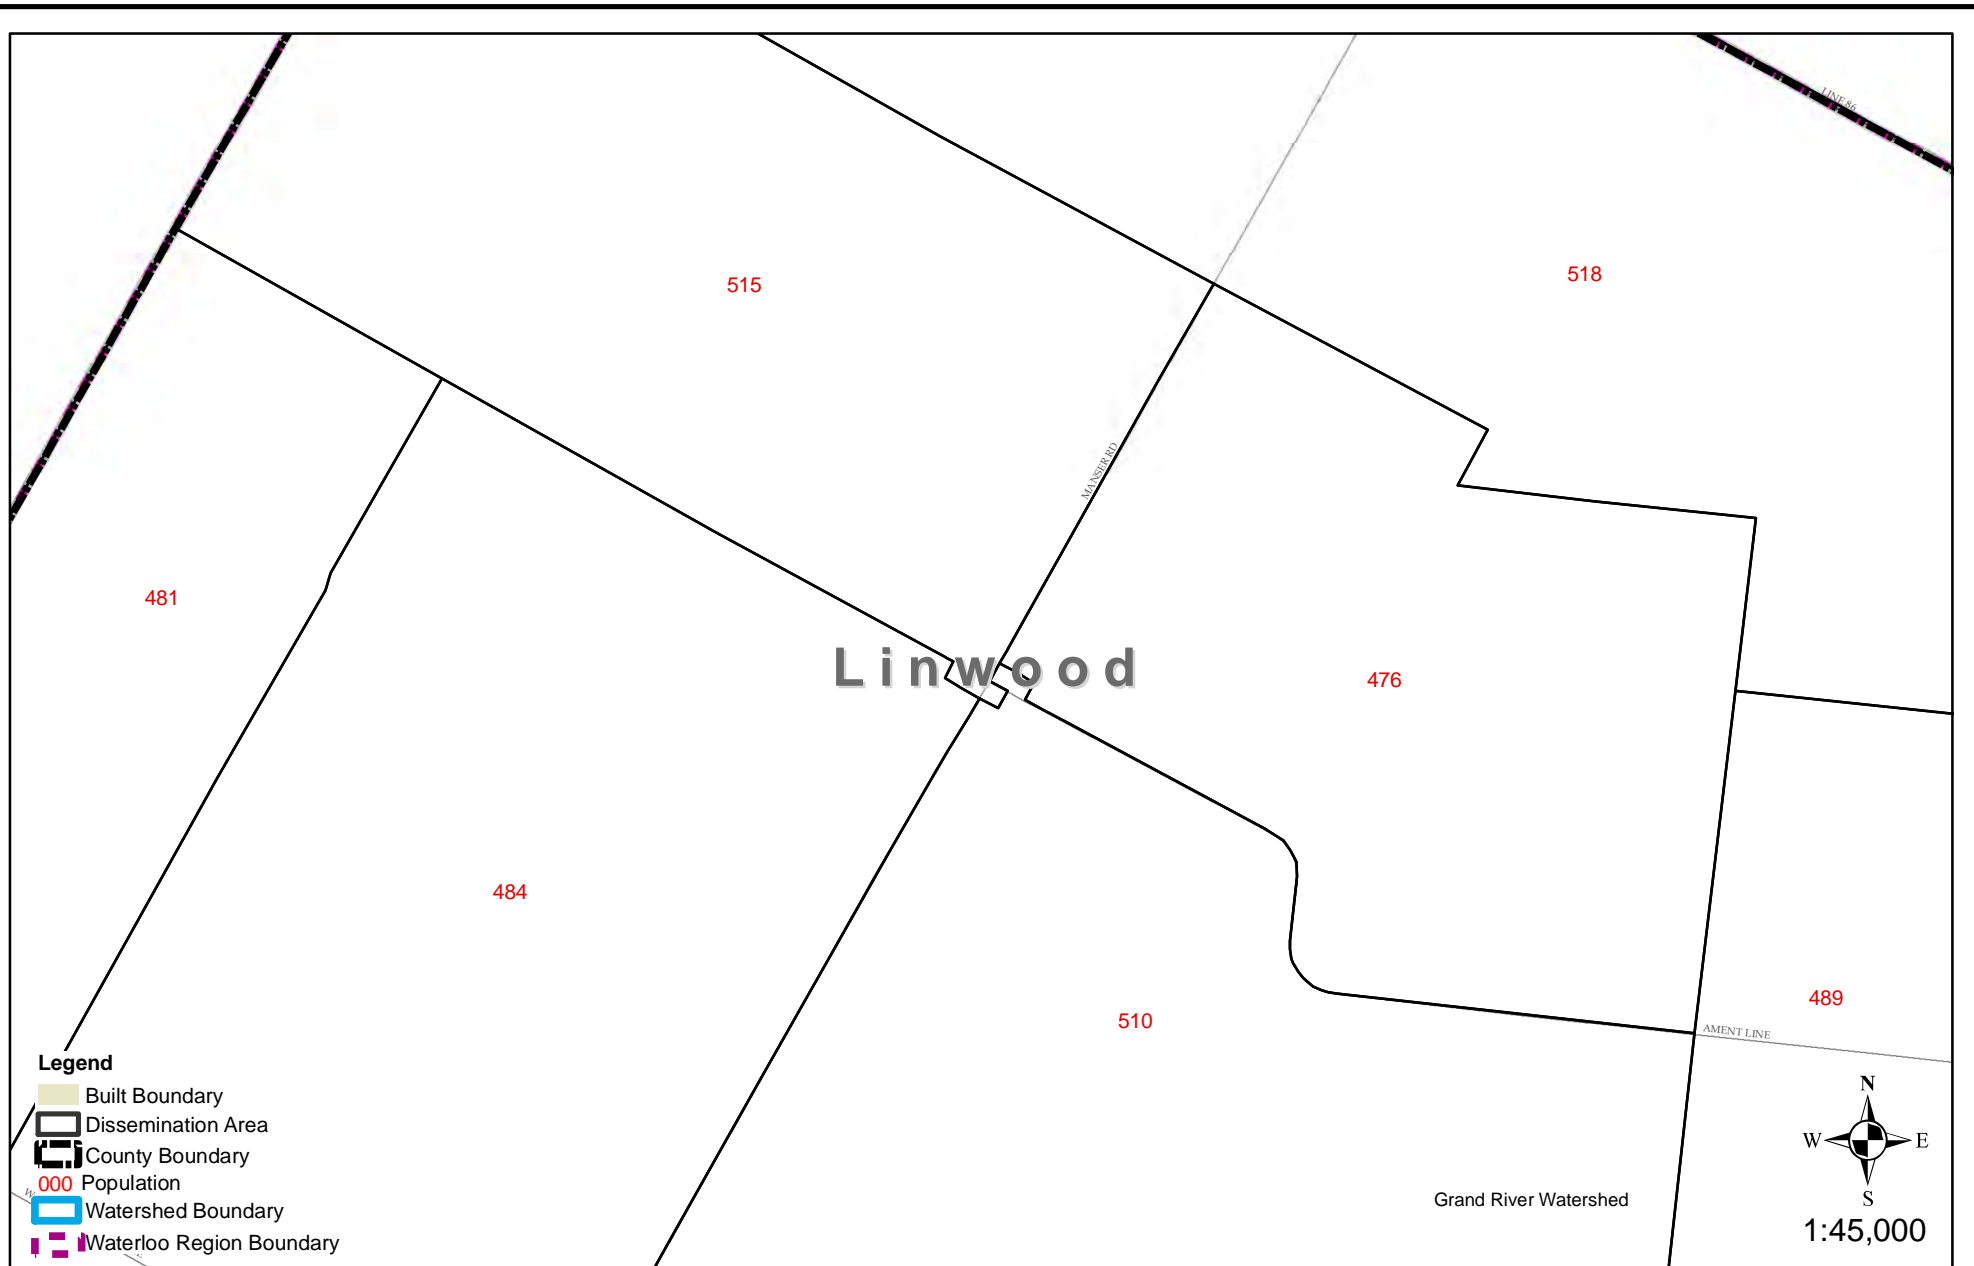 LINE 86
515
518
MANSER RD
481
Linwood
476
484
489
510
AMENT LINE
Legend
Built Boundary
Dissemination Area
County Boundary
000 Population
Watershed Boundary
Waterloo Region Boundary
Grand River Watershed
N
W E
S
1:45,000